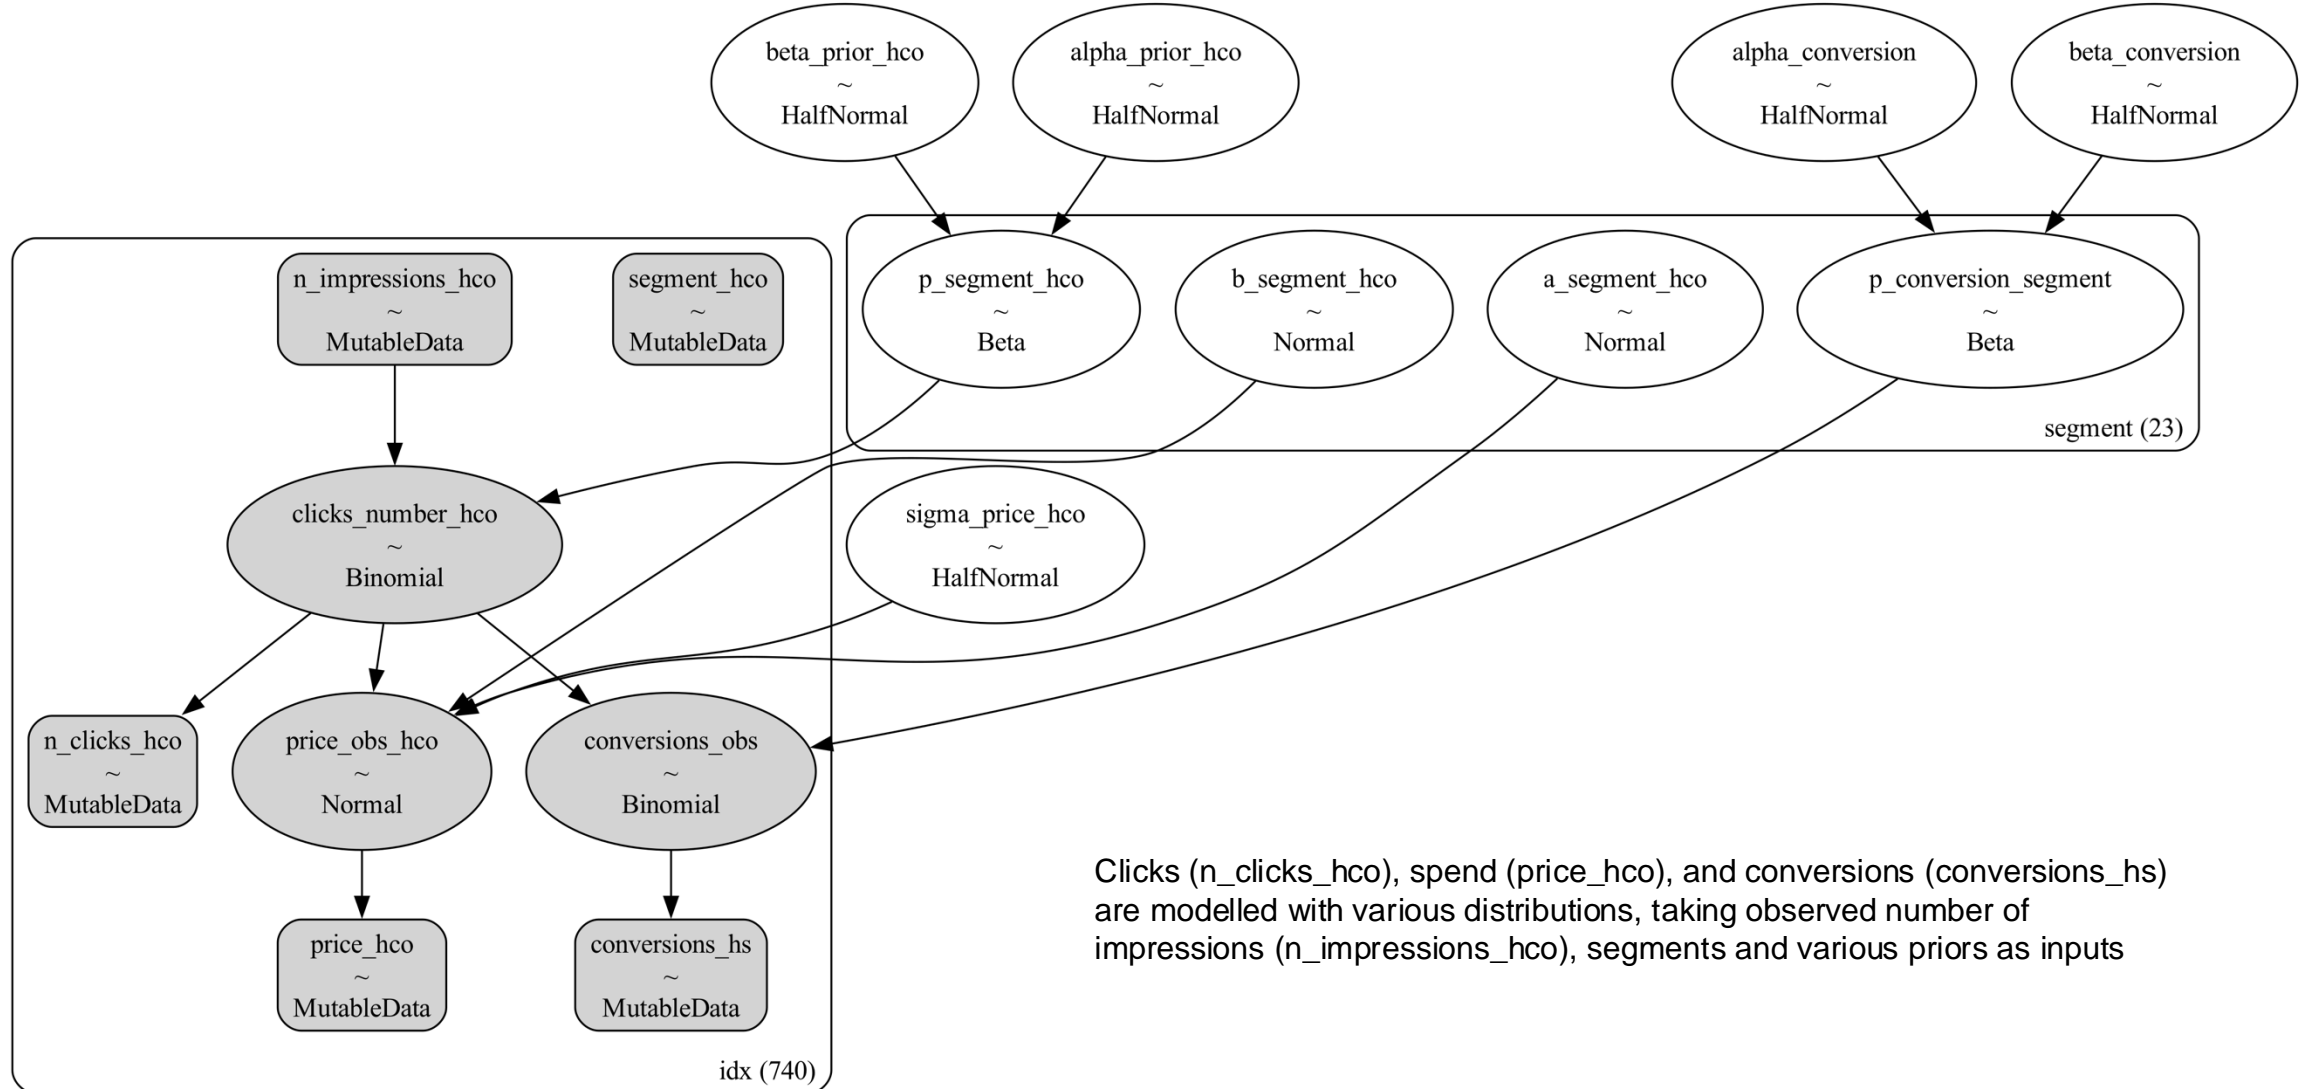 beta_prior_hco
~
HalfNormal
alpha_prior_hco
~
HalfNormal
alpha_conversion
~
HalfNormal
beta_conversion
~
HalfNormal
n_impressions_hco
~
MutableData
segment_hco
~
MutableData
p_segment_hco
~
Beta
b_segment_hco
~
Normal
a_segment_hco
~
Normal
p_conversion_segment
~
Beta
segment (23)
clicks_number_hco
~
Binomial
sigma_price_hco
~
HalfNormal
n_clicks_hco
~
MutableData
price_obs_hco
~
Normal
conversions_obs
~
Binomial
price_hco
~
MutableData
conversions_hs
~
MutableData
idx (740)
Clicks (n_clicks_hco), spend (price_hco), and conversions (conversions_hs)
are modelled with various distributions, taking observed number of
impressions (n_impressions_hco), segments and various priors as inputs